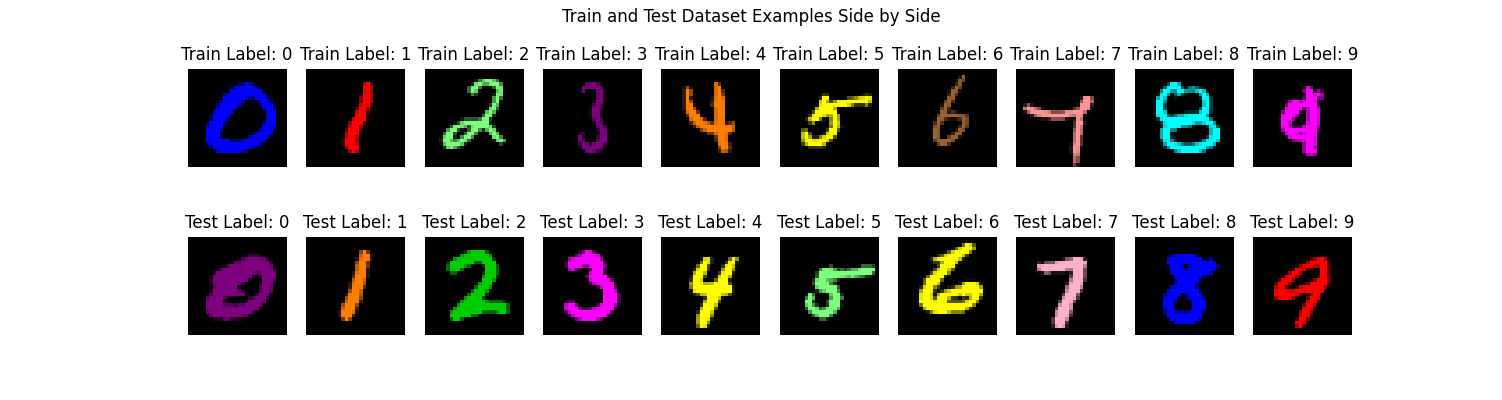 Train and Test Dataset Examples Side by Side
Train Label: 0 Train Label: 1 Train Label: 2 Train Label: 3 Train Label: 4 Train Label: 5 Train Label: 6 Train Label: 7 Train Label: 8 Train Label: 9
0 1 2 3 4 5 6 7 8 9
Test Label: 0 Test Label: 1 Test Label: 2 Test Label: 3 Test Label: 4 Test Label: 5 Test Label: 6 Test Label: 7 Test Label: 8 Test Label: 9
0 1 2 3 4 5 6 7 8 9